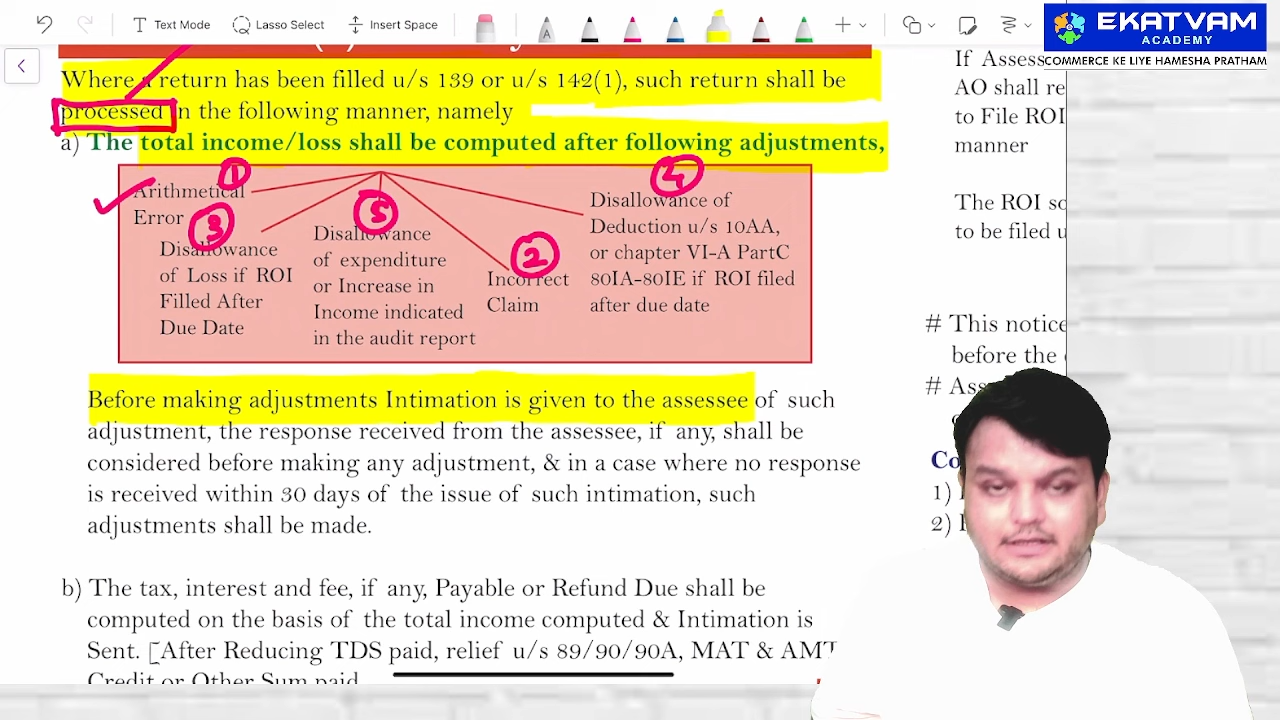 Text Mode
Lasso Select
Insert Space
EKATVAM
ACADEMY
COMMERCE KE LIYE HAMESHA PRATHAM
Where a return has been filled u/s 139 or u/s 142(1), such return shall be
processed in the following manner, namely
a) The total income/loss shall be computed after following adjustments,
1
Arithmetical
Error
3
Disallowance
of Loss if ROI
Filled After
Due Date
5
Disallowance
of expenditure
or Increase in
Income indicated
in the audit report
2
Incorrect
Claim
4
Disallowance of
Deduction u/s 10AA,
or chapter VI-A PartC
80IA-80IE if ROI filed
after due date
Before making adjustments Intimation is given to the assessee of such
adjustment, the response received from the assessee, if any, shall be
considered before making any adjustment, & in a case where no response
is received within 30 days of the issue of such intimation, such
adjustments shall be made.
b) The tax, interest and fee, if any, Payable or Refund Due shall be
computed on the basis of the total income computed & Intimation is
Sent. [After Reducing TDS paid, relief u/s 89/90/90A, MAT & AMT
Credit or Other Sum paid
If Assess
AO shall re
to File ROI
manner
The ROI so
to be filed u
# This notice
before the
# Ass
Co
1)
2)